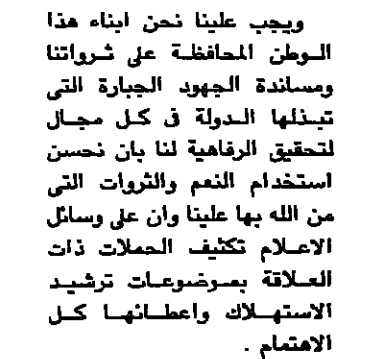 ويجب علينا نحن ابناء هذا
الوطن المحافظة على ثرواتنا
ومساندة الجهود الجبارة التى
تبذلها الدولة فى كل مجال
لتحقيق الرفاهية لنا بان نحسن
استخدام النعم والثروات التى
من الله بها علينا وان على وسائل
الاعلام تكثيف الحملات ذات
العلاقة بموضوعات ترشيد
الاستهلاك واعطائها كل
الاهتمام .